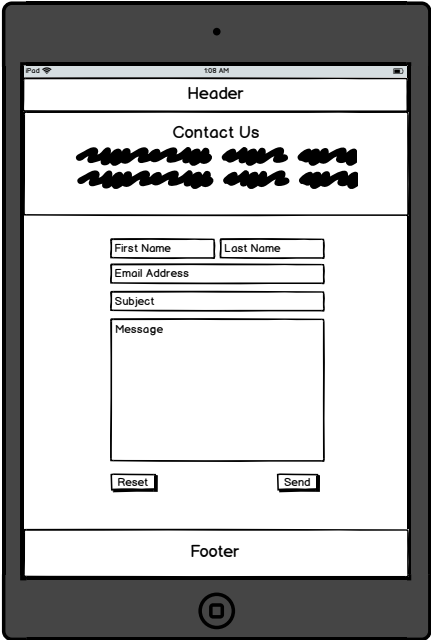 iPad 1:08 AM
Header
Contact Us
First Name Last Name
Email Address
Subject
Message
Reset Send
Footer